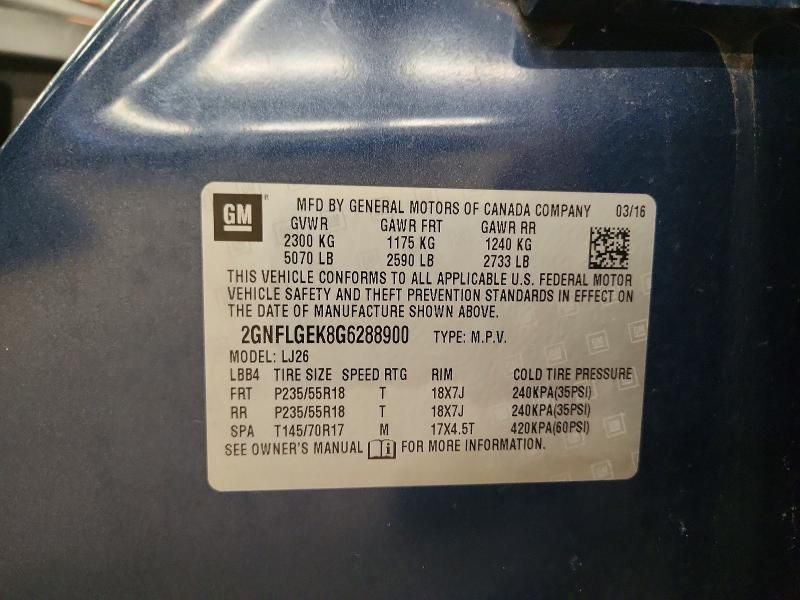 GM ® MFD BY GENERAL MOTORS OF CANADA COMPANY 03/16
GVWR GAWR FRT GAWR RR
2300 KG 1175 KG 1240 KG
5070 LB 2590 LB 2733 LB
THIS VEHICLE CONFORMS TO ALL APPLICABLE U.S. FEDERAL MOTOR
VEHICLE SAFETY AND THEFT PREVENTION STANDARDS IN EFFECT ON
THE DATE OF MANUFACTURE SHOWN ABOVE.
2GNFLGEK8G6288900 TYPE: M.P.V.
MODEL: LJ26
LBB4 TIRE SIZE SPEED RTG RIM COLD TIRE PRESSURE
FRT P235/55R18 T 18X7J 240KPA(35PSI)
RR P235/55R18 T 18X7J 240KPA(35PSI)
SPA T145/70R17 M 17X4.5T 420KPA(60PSI)
SEE OWNER'S MANUAL FOR MORE INFORMATION.